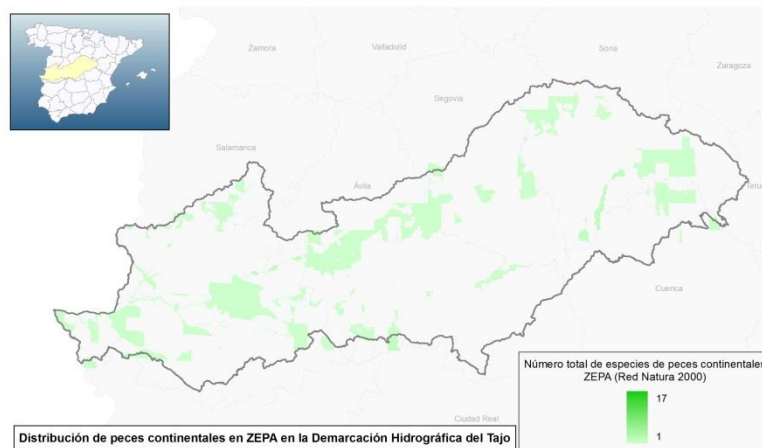 Zamora
Valladolid
Soria
Zaragoza
Segovia
Salamanca
Ávila
Teru
Cuenca
Ciudad Real
Número total de especies de peces continentales
ZEPA (Red Natura 2000)
17
1
Distribución de peces continentales en ZEPA en la Demarcación Hidrográfica del Tajo